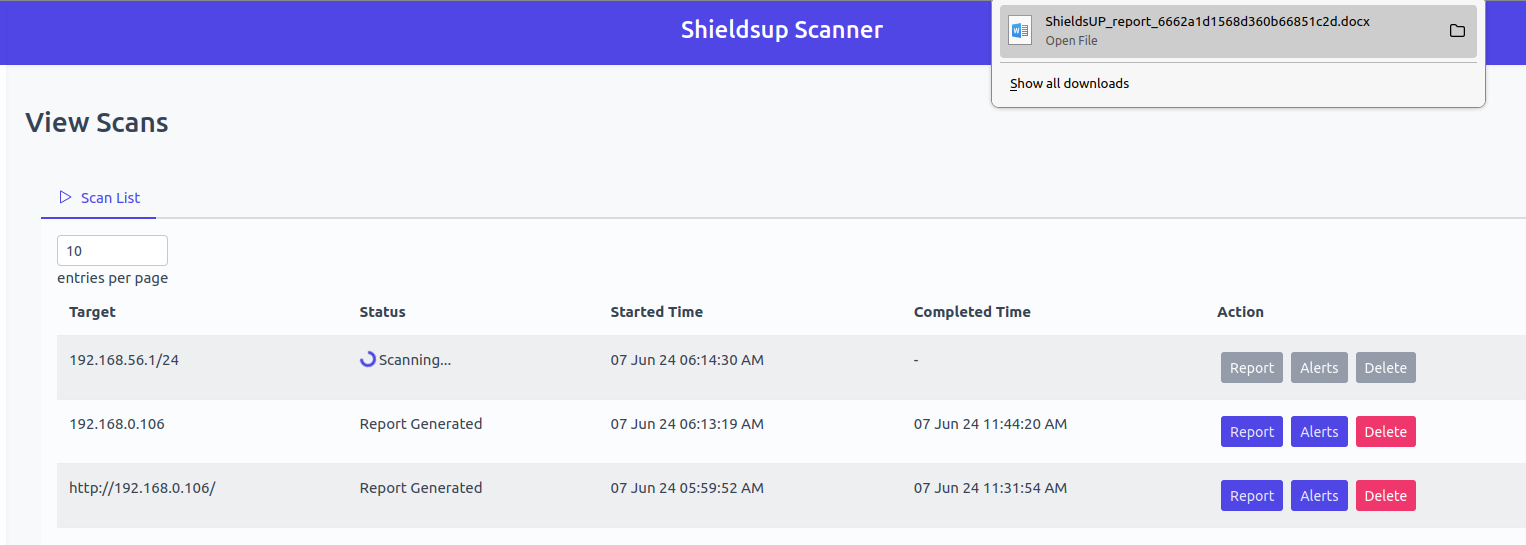 Shieldsup Scanner
ShieldsUP_report_6662a1d1568d360b66851c2d.docx
Open File
Show all downloads
View Scans
Scan List
10
entries per page
Target Status Started Time Completed Time Action
192.168.56.1/24 Scanning... 07 Jun 24 06:14:30 AM - Report Alerts Delete
192.168.0.106 Report Generated 07 Jun 24 06:13:19 AM 07 Jun 24 11:44:20 AM Report Alerts Delete
http://192.168.0.106/ Report Generated 07 Jun 24 05:59:52 AM 07 Jun 24 11:31:54 AM Report Alerts Delete